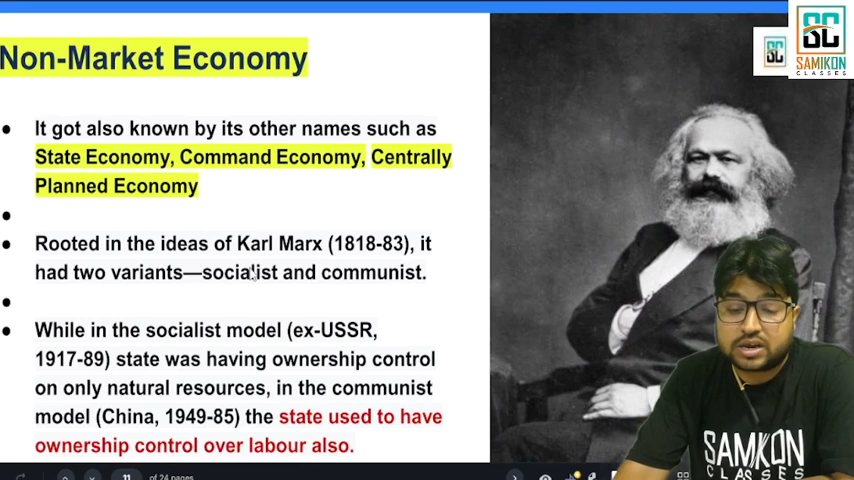 Non-Market Economy
SC
SAMIKON
CLASSES
It got also known by its other names such as
State Economy, Command Economy, Centrally
Planned Economy
Rooted in the ideas of Karl Marx (1818-83), it
had two variants—socialist and communist.
While in the socialist model (ex-USSR,
1917-89) state was having ownership control
on only natural resources, in the communist
model (China, 1949-85) the state used to have
ownership control over labour also.
SAMIKON
CLASSES
11 of 24 pages